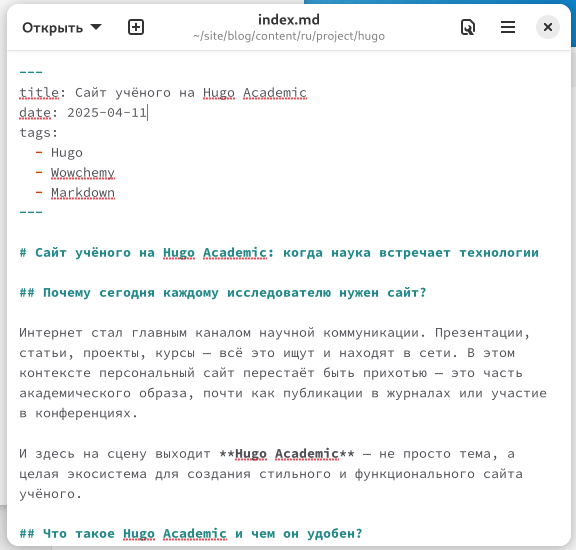 Открыть
index.md
~/site/blog/content/ru/project/hugo
---
title: Сайт учёного на Hugo Academic
date: 2025-04-11
tags:
- Hugo
- Wowchemy
- Markdown
---
# Сайт учёного на Hugo Academic: когда наука встречает технологии
## Почему сегодня каждому исследователю нужен сайт?
Интернет стал главным каналом научной коммуникации. Презентации,
статьи, проекты, курсы — всё это ищут и находят в сети. В этом
контексте персональный сайт перестаёт быть прихотью — это часть
академического образа, почти как публикации в журналах или участие
в конференциях.
И здесь на сцену выходит **Hugo Academic** — не просто тема, а
целая экосистема для создания стильного и функционального сайта
учёного.
## Что такое Hugo Academic и чем он удобен?